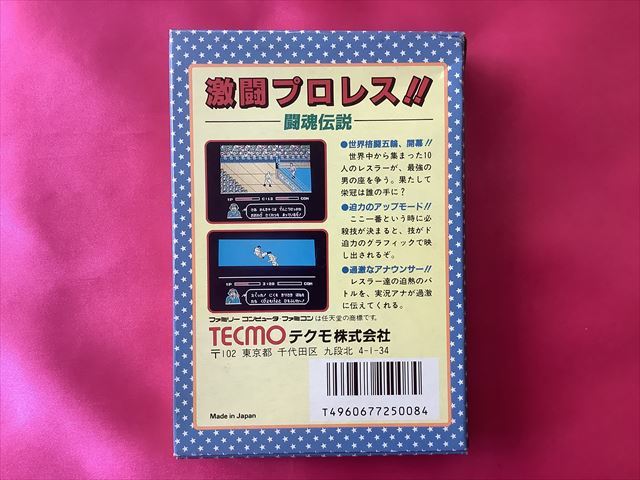 激闘プロレス!!
闘魂伝説
●世界格闘五輪、開幕!!
世界中から集まった10
人のレスラーが、最強の
男の座を争う。果たして
栄冠は誰の手に?
●迫力のアップモード!!
ここ一番という時に必
殺技が決まると、技がド
迫力のグラフィックで映
し出されるぞ。
●過激なアナウンサー!!
レスラー達の迫熱のバ
トルを、実況アナが過激
に伝えてくれる。
1P
COM
1P
COM
ファミリーコンピュータ・ファミコンは任天堂の商標です。
TECMO テクモ株式会社
〒102 東京都 千代田区 九段北 4-1-34
T4960677250084
Made in Japan